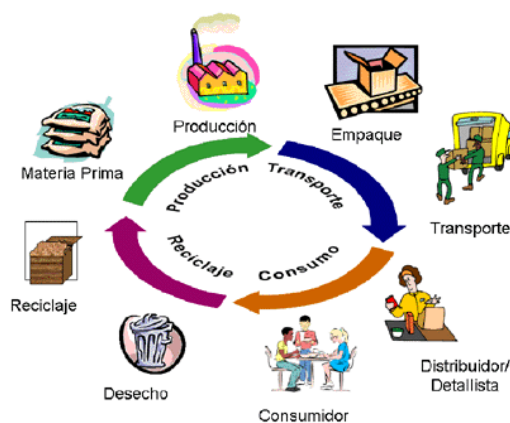 Producción
Empaque
Materia Prima
Transporte
Producción
Transporte
Reciclaje
Consumo
Reciclaje
Distribuidor/
Detallista
Desecho
Consumidor